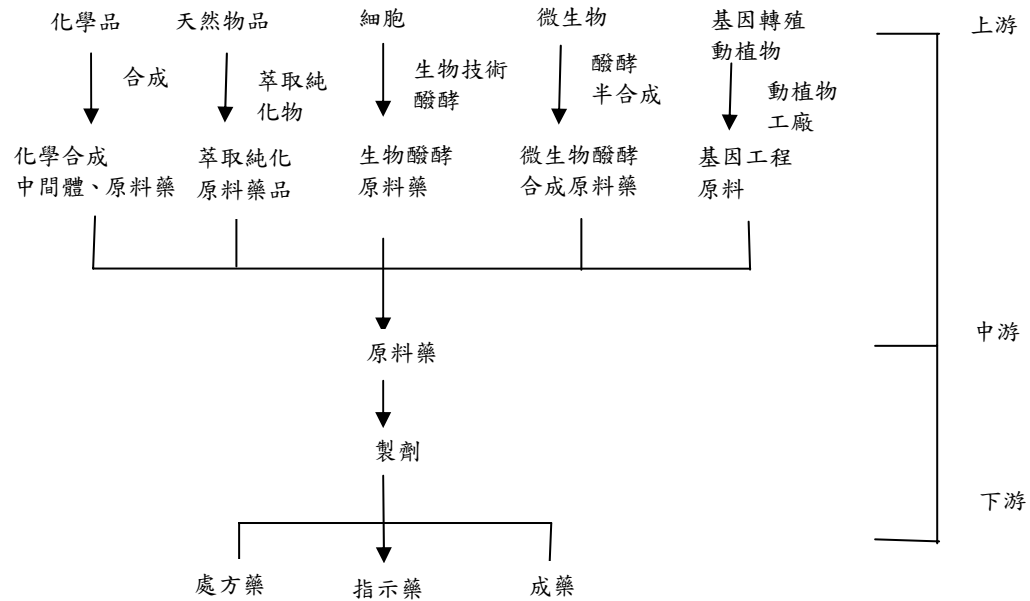 化學品
天然物品
細胞
微生物
基因轉殖
動植物
上游
合成
萃取純
化物
生物技術
醱酵
醱酵
半合成
動植物
工廠
化學合成
中間體、原料藥
萃取純化
原料藥品
生物醱酵
原料藥
微生物醱酵
合成原料藥
基因工程
原料
中游
原料藥
製劑
下游
處方藥
指示藥
成藥